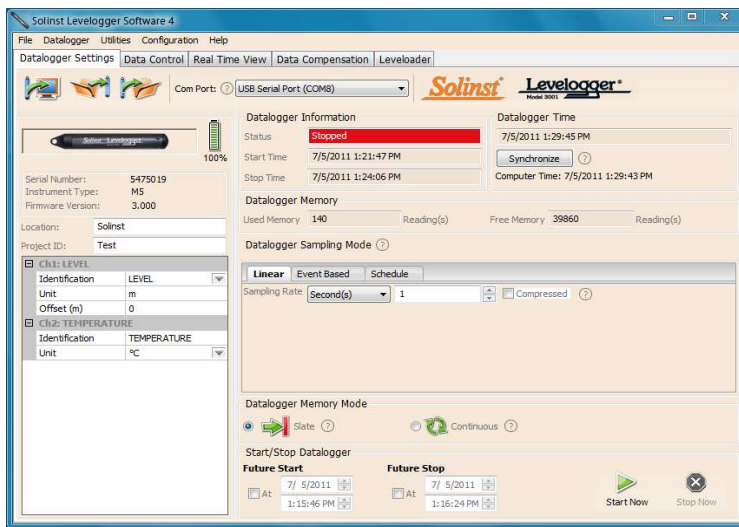 Solinst Levelogger Software 4
File Datalogger Utilities Configuration Help
Datalogger Settings Data Control Real Time View Data Compensation Leveloader
Com Port: ? USB Serial Port (COM8)
Solinst Levelogger
Model 3001
Solinst Levelogger
100%
Serial Number: 5475019
Instrument Type: M5
Firmware Version: 3.000
Location: Solinst
Project ID: Test
Ch1: LEVEL
Identification LEVEL
Unit m
Offset (m) 0
Ch2: TEMPERATURE
Identification TEMPERATURE
Unit ºC
Datalogger Information
Status Stopped
Start Time 7/5/2011 1:21:47 PM
Stop Time 7/5/2011 1:24:06 PM
Datalogger Time
7/5/2011 1:29:45 PM
Synchronize ?
Computer Time: 7/5/2011 1:29:43 PM
Datalogger Memory
Used Memory 140 Reading(s) Free Memory 39860 Reading(s)
Datalogger Sampling Mode ?
Linear Event Based Schedule
Sampling Rate Second(s) 1 Compressed ?
Datalogger Memory Mode
Slate ? Continuous ?
Start/Stop Datalogger
Future Start Future Stop
At 7/ 5/2011 At 7/ 5/2011
1:15:46 PM 1:16:24 PM
Start Now Stop Now